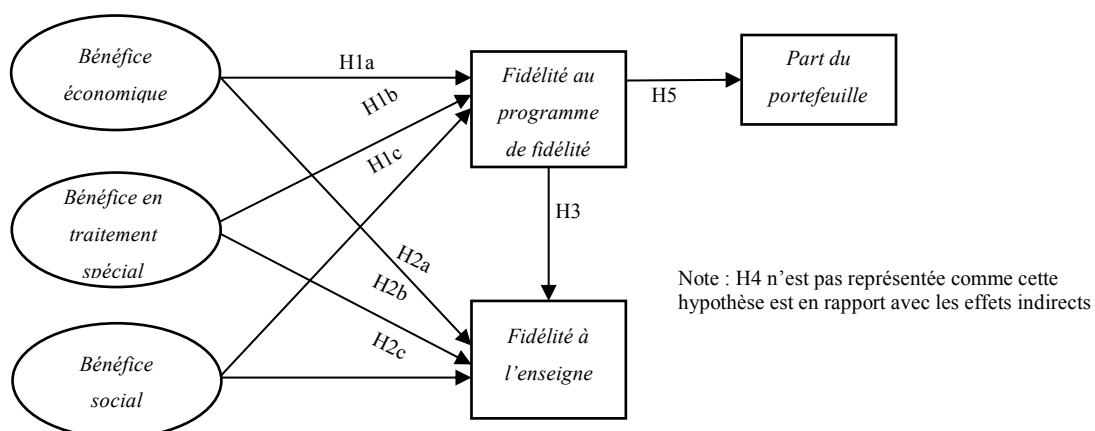 Bénéfice
économique
H1a
H1b
H1c
Fidélité au
programme
de fidélité
H5
Part du
portefeuille
Bénéfice en
traitement
spécial
H2a
H2b
H2c
H3
Note : H4 n’est pas représentée comme cette
hypothèse est en rapport avec les effets indirects
Bénéfice
social
Fidélité à
l’enseigne